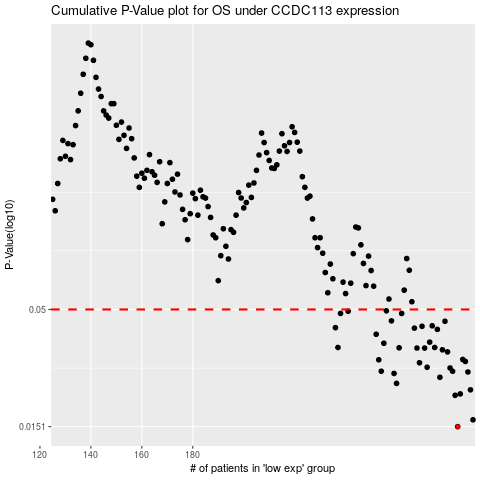 Cumulative P-Value plot for OS under CCDC113 expression
P-Value(log10)
0.05
0.0151
120 140 160 180
# of patients in 'low exp' group